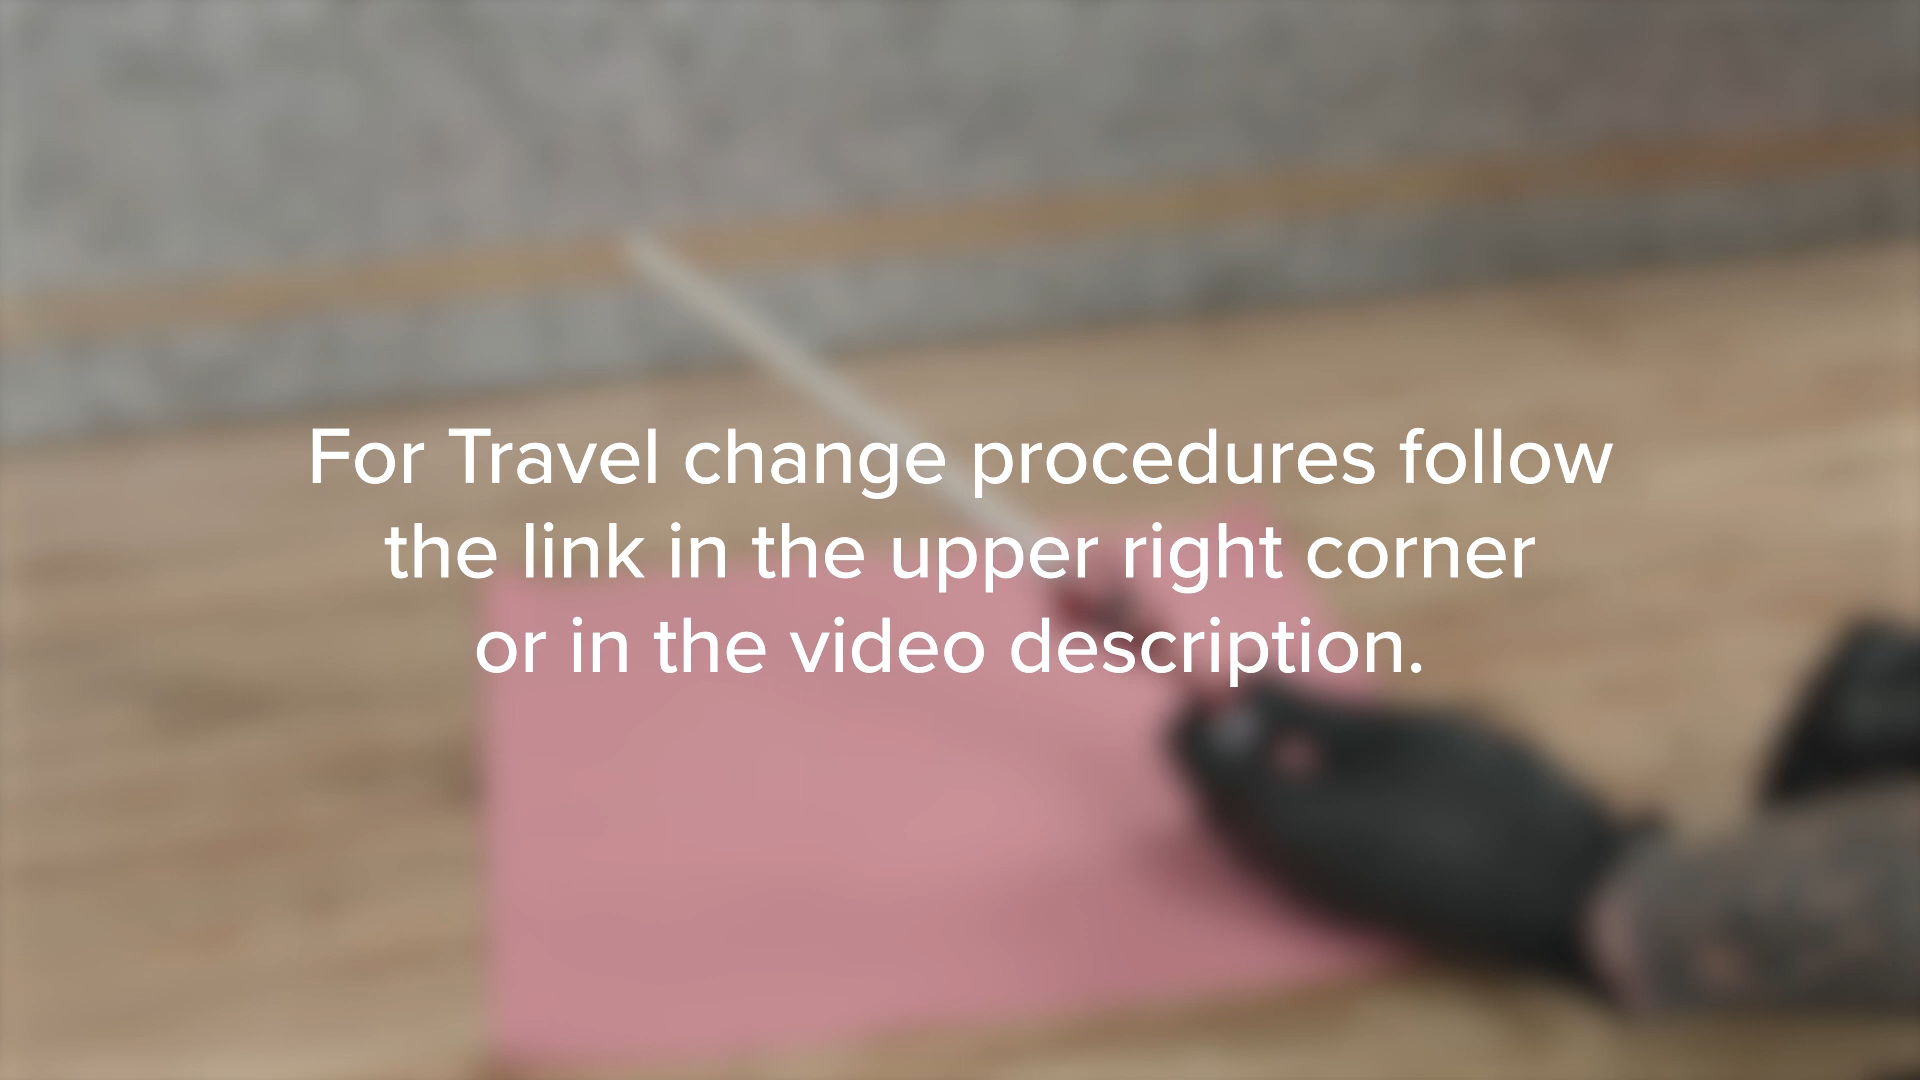 For Travel change procedures follow
the link in the upper right corner
or in the video description.